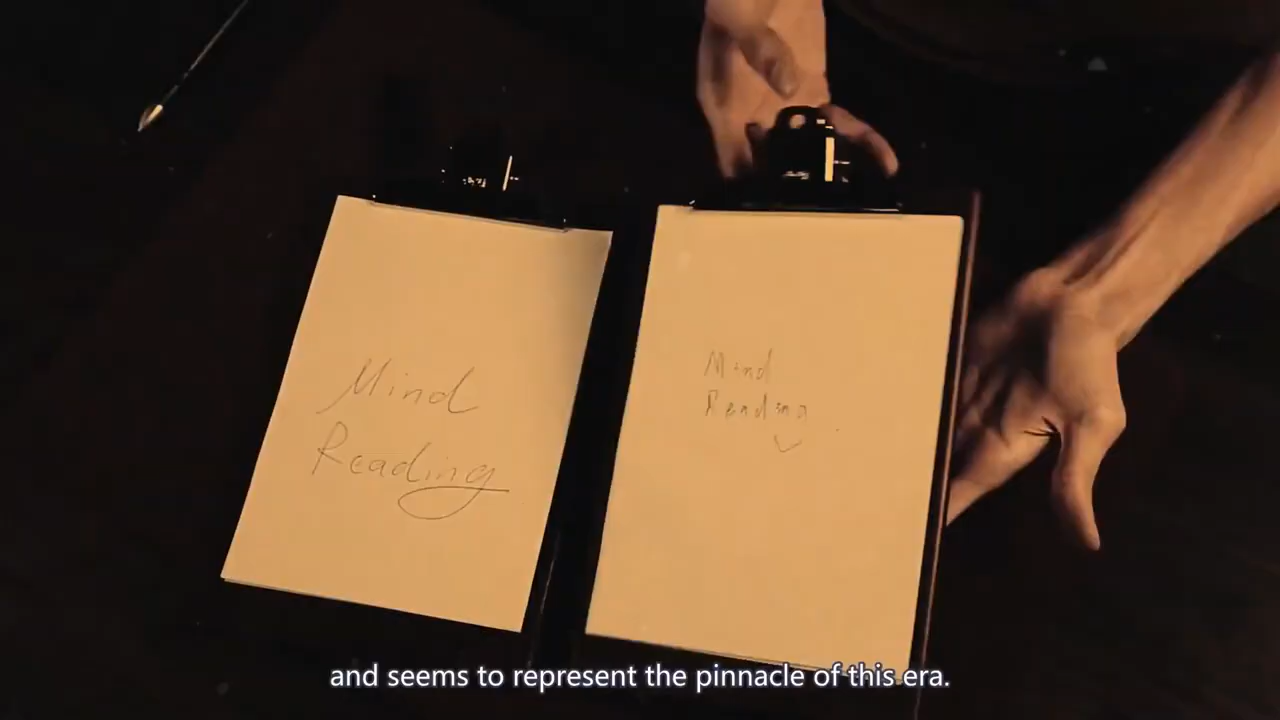 Mind
Reading
Mind
Reading
and seems to represent the pinnacle of this era.